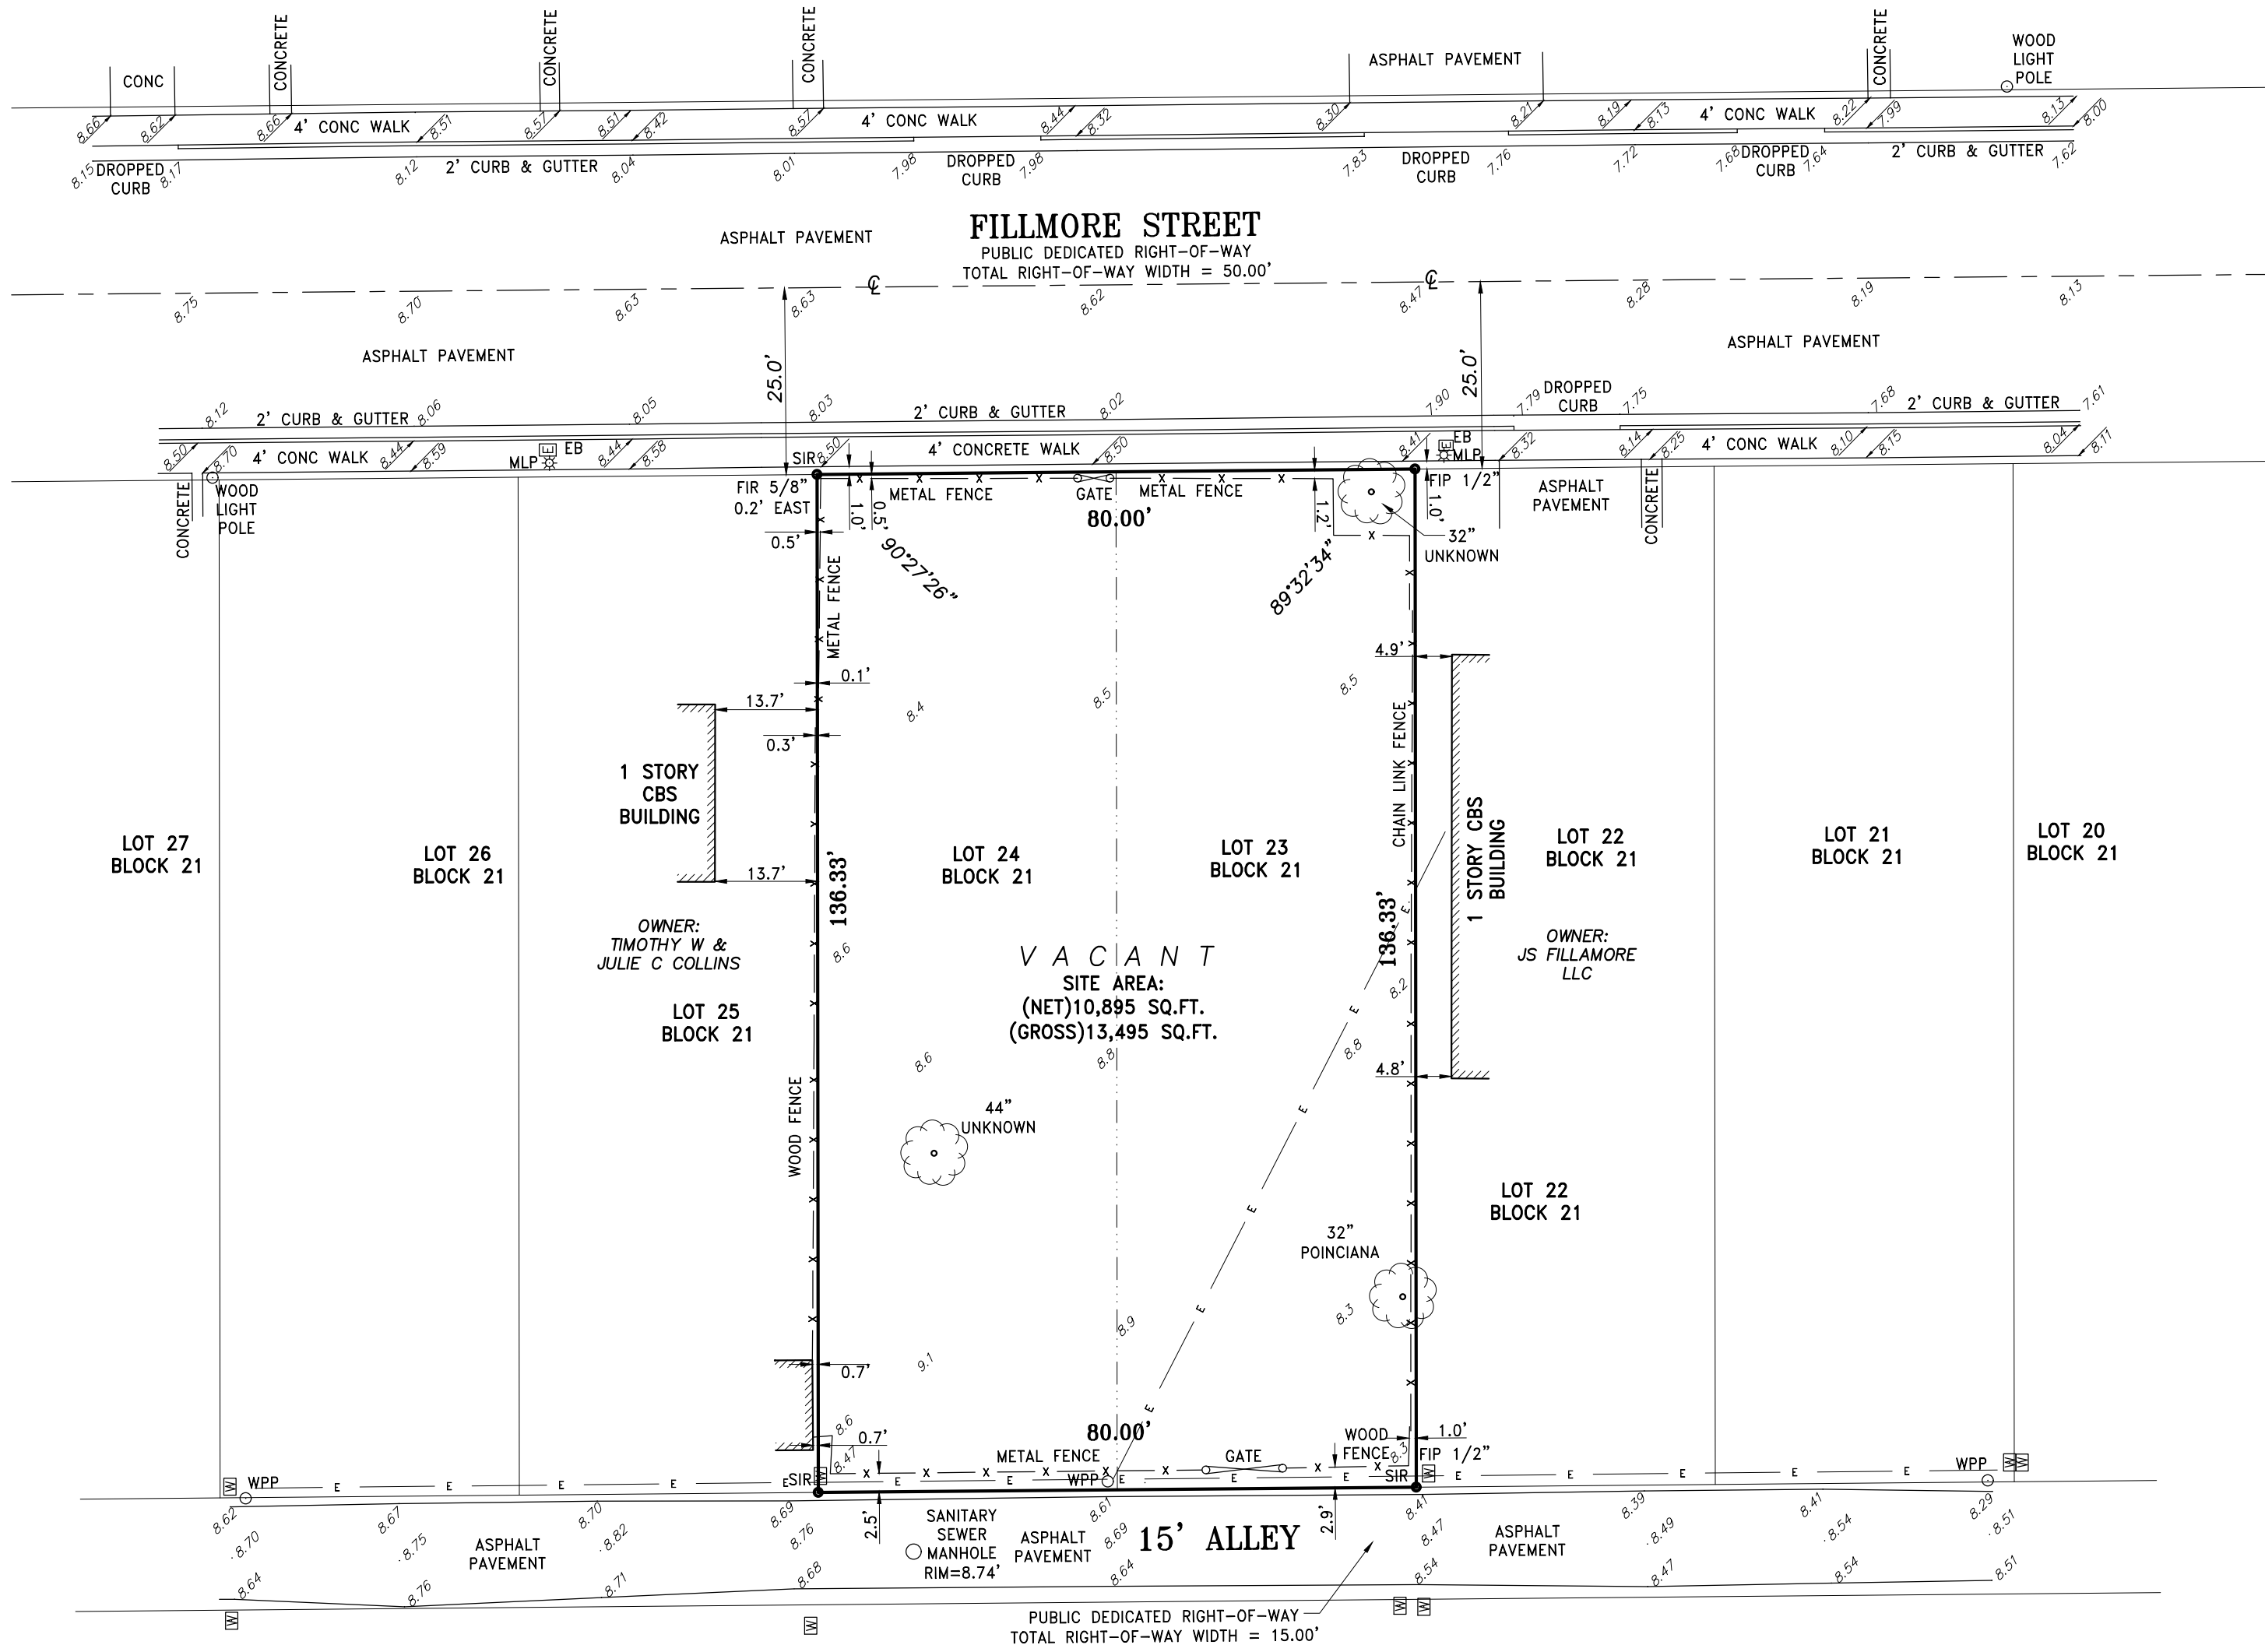 CONC
CONCRETE
CONCRETE
CONCRETE
ASPHALT PAVEMENT
CONCRETE
WOOD
LIGHT
POLE
8.66
8.62
8.66
4' CONC WALK
8.51
8.57
8.51
8.42
8.57
4' CONC WALK
8.44
8.32
8.30
8.21
8.19
8.13
4' CONC WALK
8.22
7.99
8.13
8.00
8.15
DROPPED
CURB
8.17
8.12
2' CURB & GUTTER
8.04
8.01
7.98
DROPPED
CURB
7.98
7.83
DROPPED
CURB
7.76
7.72
7.68
DROPPED
CURB
7.64
2' CURB & GUTTER
7.62
ASPHALT PAVEMENT
FILLMORE STREET
PUBLIC DEDICATED RIGHT-OF-WAY
TOTAL RIGHT-OF-WAY WIDTH = 50.00'
℄
℄
8.75
8.70
8.63
8.63
8.62
8.47
8.28
8.19
8.13
ASPHALT PAVEMENT
25.0'
25.0'
ASPHALT PAVEMENT
8.12
2' CURB & GUTTER
8.06
8.05
8.03
2' CURB & GUTTER
8.02
7.90
7.79
DROPPED
CURB
7.75
7.68
2' CURB & GUTTER
7.61
8.50
8.70
4' CONC WALK
8.44
8.59
MLP
E
EB
8.44
8.58
SIR
8.50
4' CONCRETE WALK
8.50
8.41
E
EB
MLP
8.32
8.14
8.25
4' CONC WALK
8.10
8.15
8.04
8.11
CONCRETE
WOOD
LIGHT
POLE
FIR 5/8"
0.2' EAST
1.0'
0.5'
METAL FENCE
GATE
METAL FENCE
80.00'
1.2'
FIP 1/2"
1.0'
ASPHALT
PAVEMENT
CONCRETE
0.5'
90°27'26"
89°32'34"
32"
UNKNOWN
METAL FENCE
4.9'
0.1'
13.7'
0.3'
8.4
8.5
8.5
CHAIN LINK FENCE
1 STORY
CBS
BUILDING
1 STORY CBS
BUILDING
LOT 27
BLOCK 21
LOT 26
BLOCK 21
13.7'
136.33'
LOT 24
BLOCK 21
LOT 23
BLOCK 21
LOT 22
BLOCK 21
LOT 21
BLOCK 21
LOT 20
BLOCK 21
OWNER:
TIMOTHY W &
JULIE C COLLINS
8.6
VACANT
SITE AREA:
(NET)10,895 SQ.FT.
(GROSS)13,495 SQ.FT.
136.33'
8.2
OWNER:
JS FILLAMORE
LLC
LOT 25
BLOCK 21
8.6
8.8
8.8
4.8'
WOOD FENCE
44"
UNKNOWN
LOT 22
BLOCK 21
32"
POINCIANA
8.9
8.3
9.1
0.7'
8.6
0.7'
8.47
80.00'
METAL FENCE
GATE
WOOD
FENCE
8.3
1.0'
FIP 1/2"
W
WPP
E E E E E
SIR
W
E E
WPP
E E E
SIR
W
E E E E E
WPP
W
W
8.62
8.70
8.67
8.75
8.70
8.82
8.69
8.76
2.5'
SANITARY
SEWER
MANHOLE
RIM=8.74'
ASPHALT
PAVEMENT
8.61
8.69
15' ALLEY
2.9'
8.41
8.47
ASPHALT
PAVEMENT
8.39
8.49
8.41
8.54
8.29
8.51
ASPHALT
PAVEMENT
8.64
8.76
8.71
8.68
8.64
8.54
8.47
8.54
8.51
W
W
W
W
PUBLIC DEDICATED RIGHT-OF-WAY
TOTAL RIGHT-OF-WAY WIDTH = 15.00'